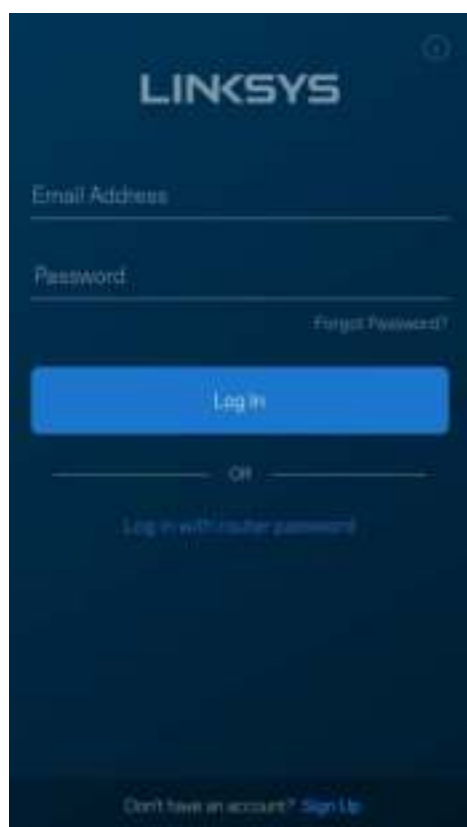 LINKSYS
Email Address
Password
Forgot Password?
Log in
OR
Log in with router password
Don't have an account? Sign Up